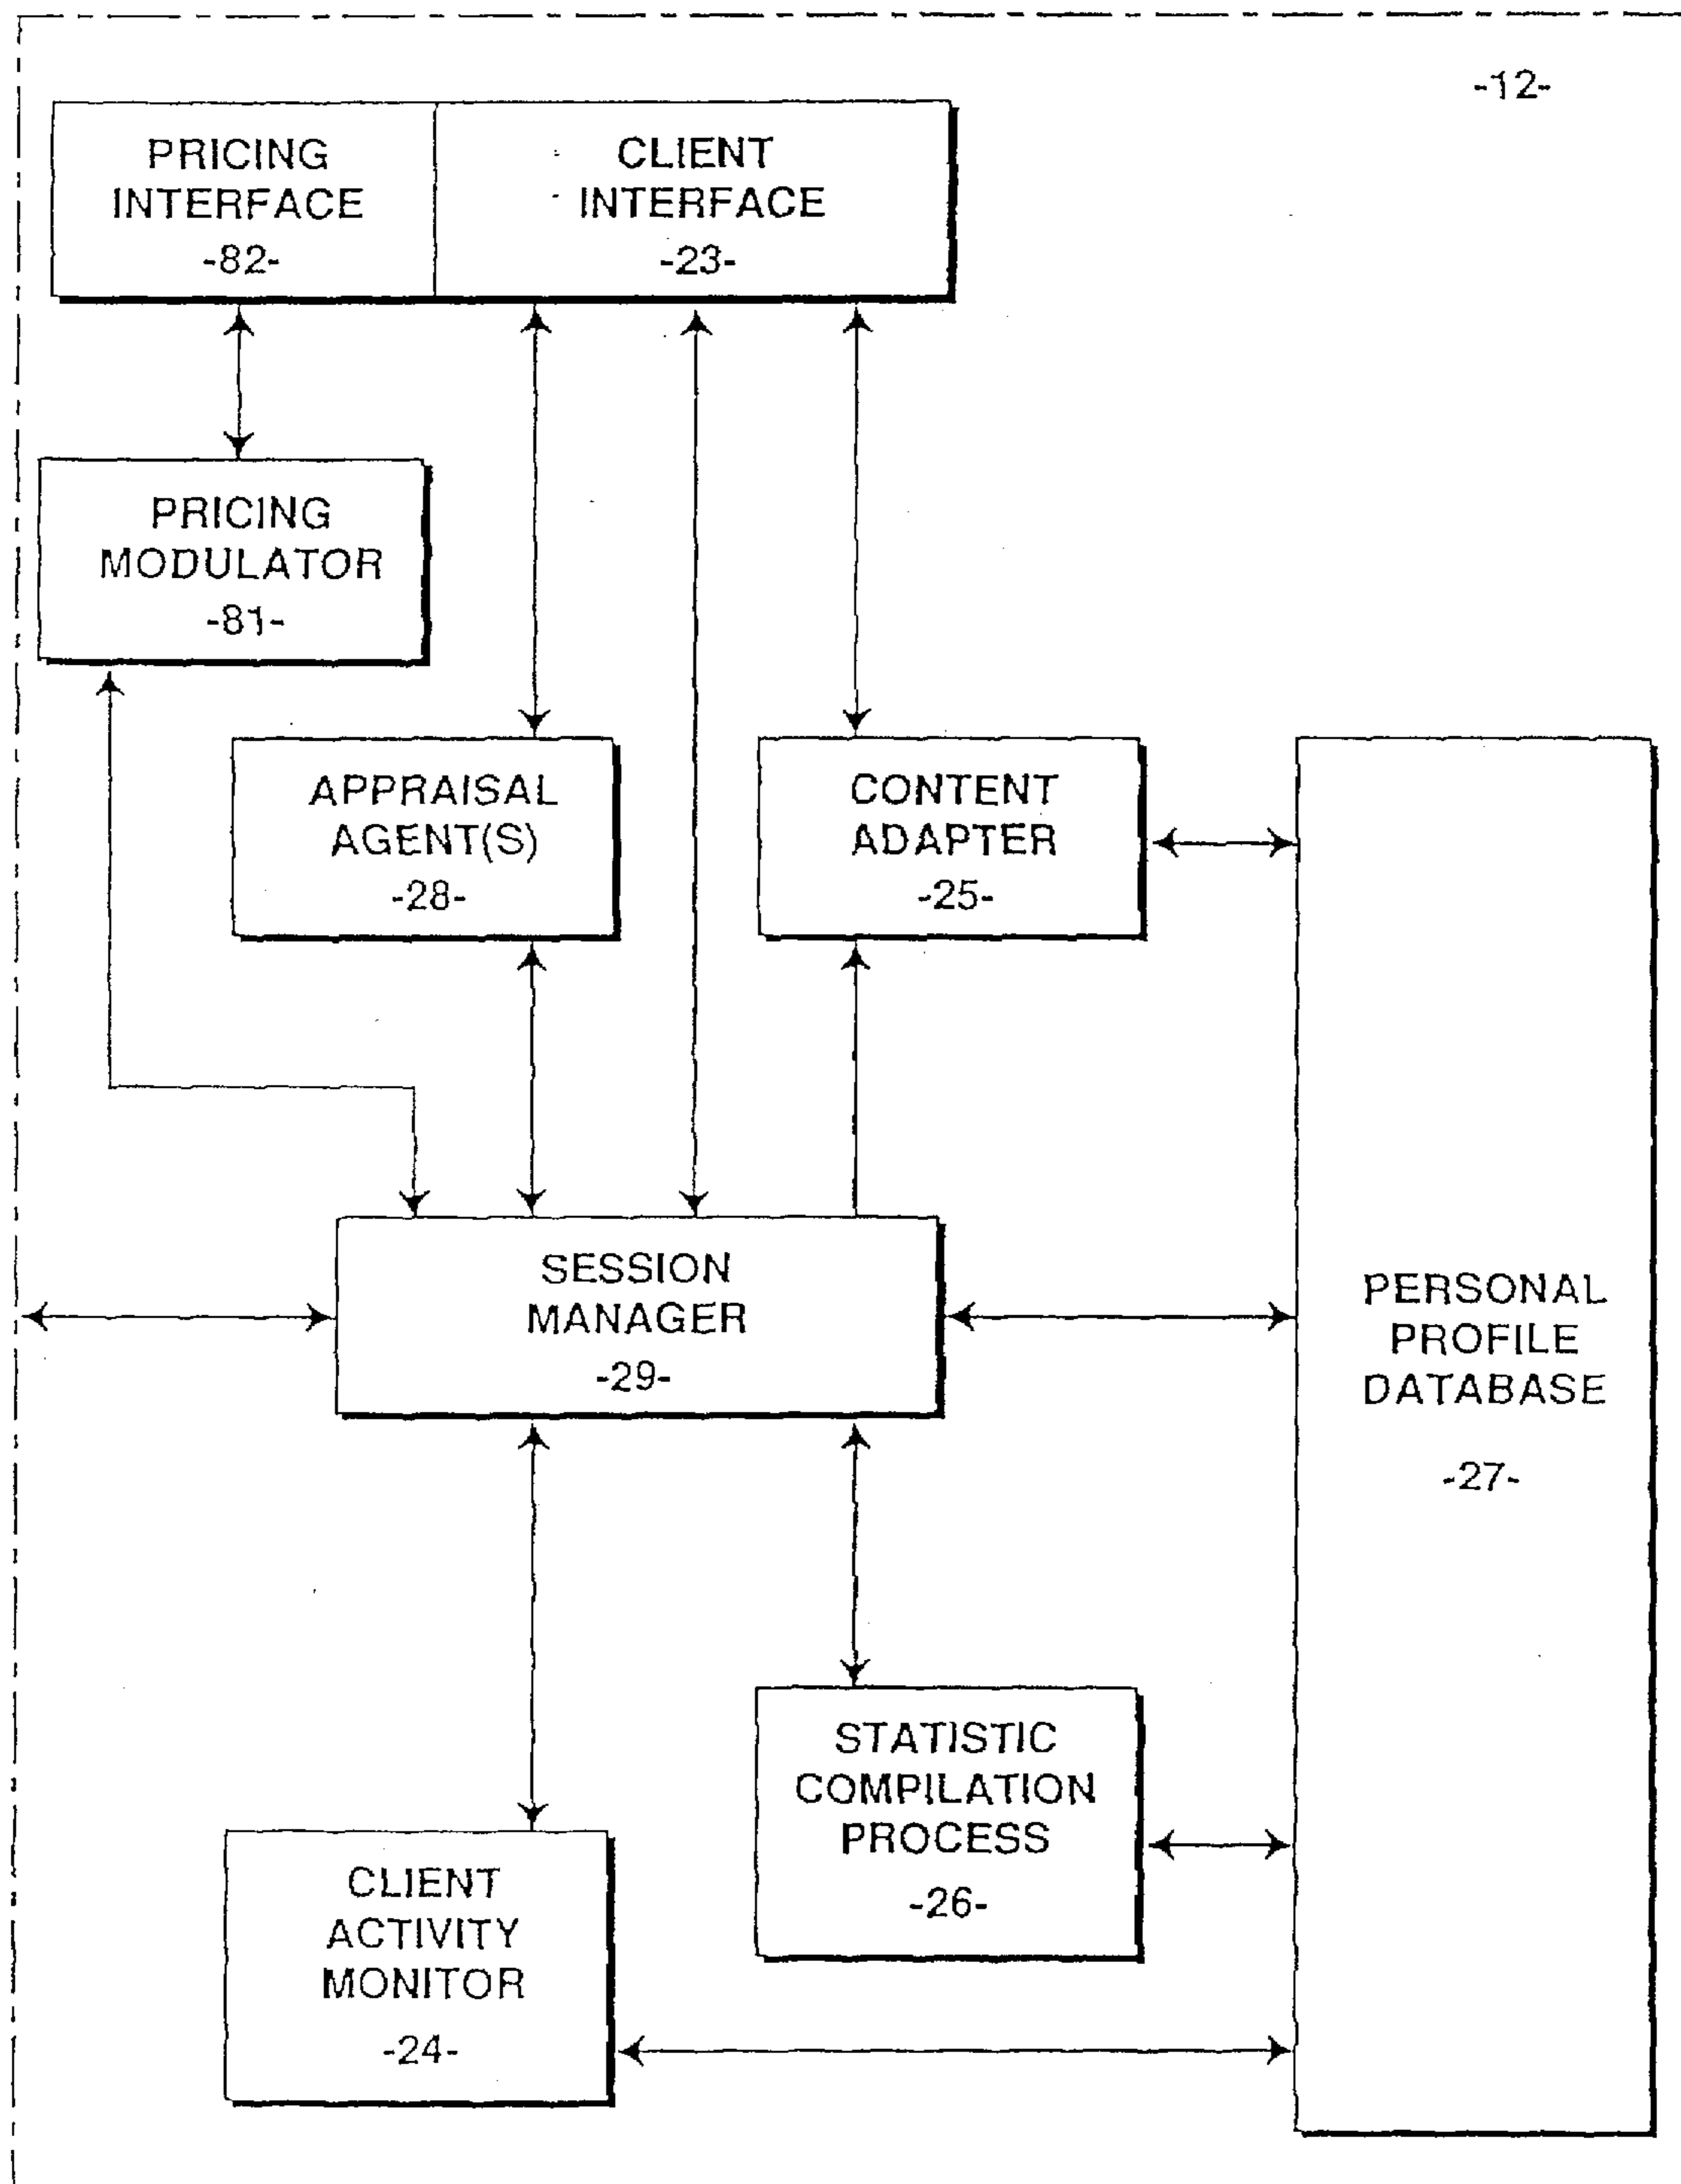 -12-
PRICING
INTERFACE
-82-
CLIENT
INTERFACE
-23-
PRICING
MODULATOR
-81-
APPRAISAL
AGENT(S)
-28-
CONTENT
ADAPTER
-25-
SESSION
MANAGER
-29-
PERSONAL
PROFILE
DATABASE
-27-
STATISTIC
COMPILATION
PROCESS
-26-
CLIENT
ACTIVITY
MONITOR
-24-